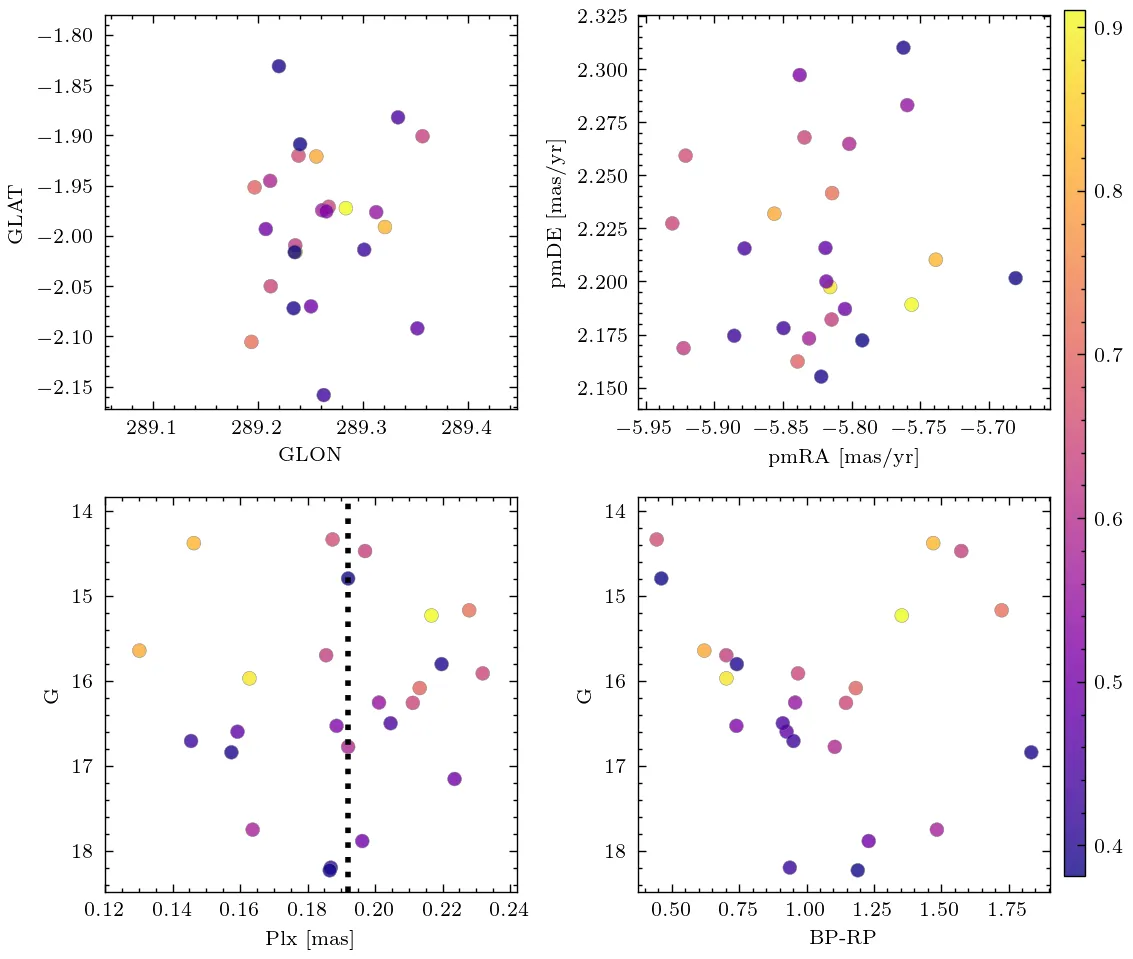 −1.80
−1.85
−1.90
−1.95
−2.00
−2.05
−2.10
−2.15
GLAT
289.1 289.2 289.3 289.4
GLON
2.325
2.300
2.275
2.250
2.225
2.200
2.175
2.150
pmDE [mas/yr]
−5.95 −5.90 −5.85 −5.80 −5.75 −5.70
pmRA [mas/yr]
0.9
0.8
0.7
0.6
0.5
0.4
14
15
16
17
18
G
0.12 0.14 0.16 0.18 0.20 0.22 0.24
Plx [mas]
14
15
16
17
18
G
0.50 0.75 1.00 1.25 1.50 1.75
BP-RP